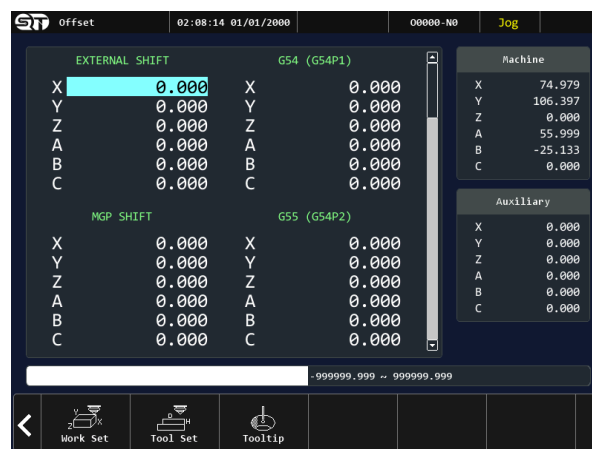 Offset 02:08:14 01/01/2000 O0000-N0 Jog
EXTERNAL SHIFT G54 (G54P1)
X 0.000 X 0.000
Y 0.000 Y 0.000
Z 0.000 Z 0.000
A 0.000 A 0.000
B 0.000 B 0.000
C 0.000 C 0.000
MGP SHIFT G55 (G54P2)
X 0.000 X 0.000
Y 0.000 Y 0.000
Z 0.000 Z 0.000
A 0.000 A 0.000
B 0.000 B 0.000
C 0.000 C 0.000
Machine
X 74.979
Y 106.397
Z 0.000
A 55.999
B -25.133
C 0.000
Auxiliary
X 0.000
Y 0.000
Z 0.000
A 0.000
B 0.000
C 0.000
-999999.999 ~ 999999.999
Work Set Tool Set Tooltip